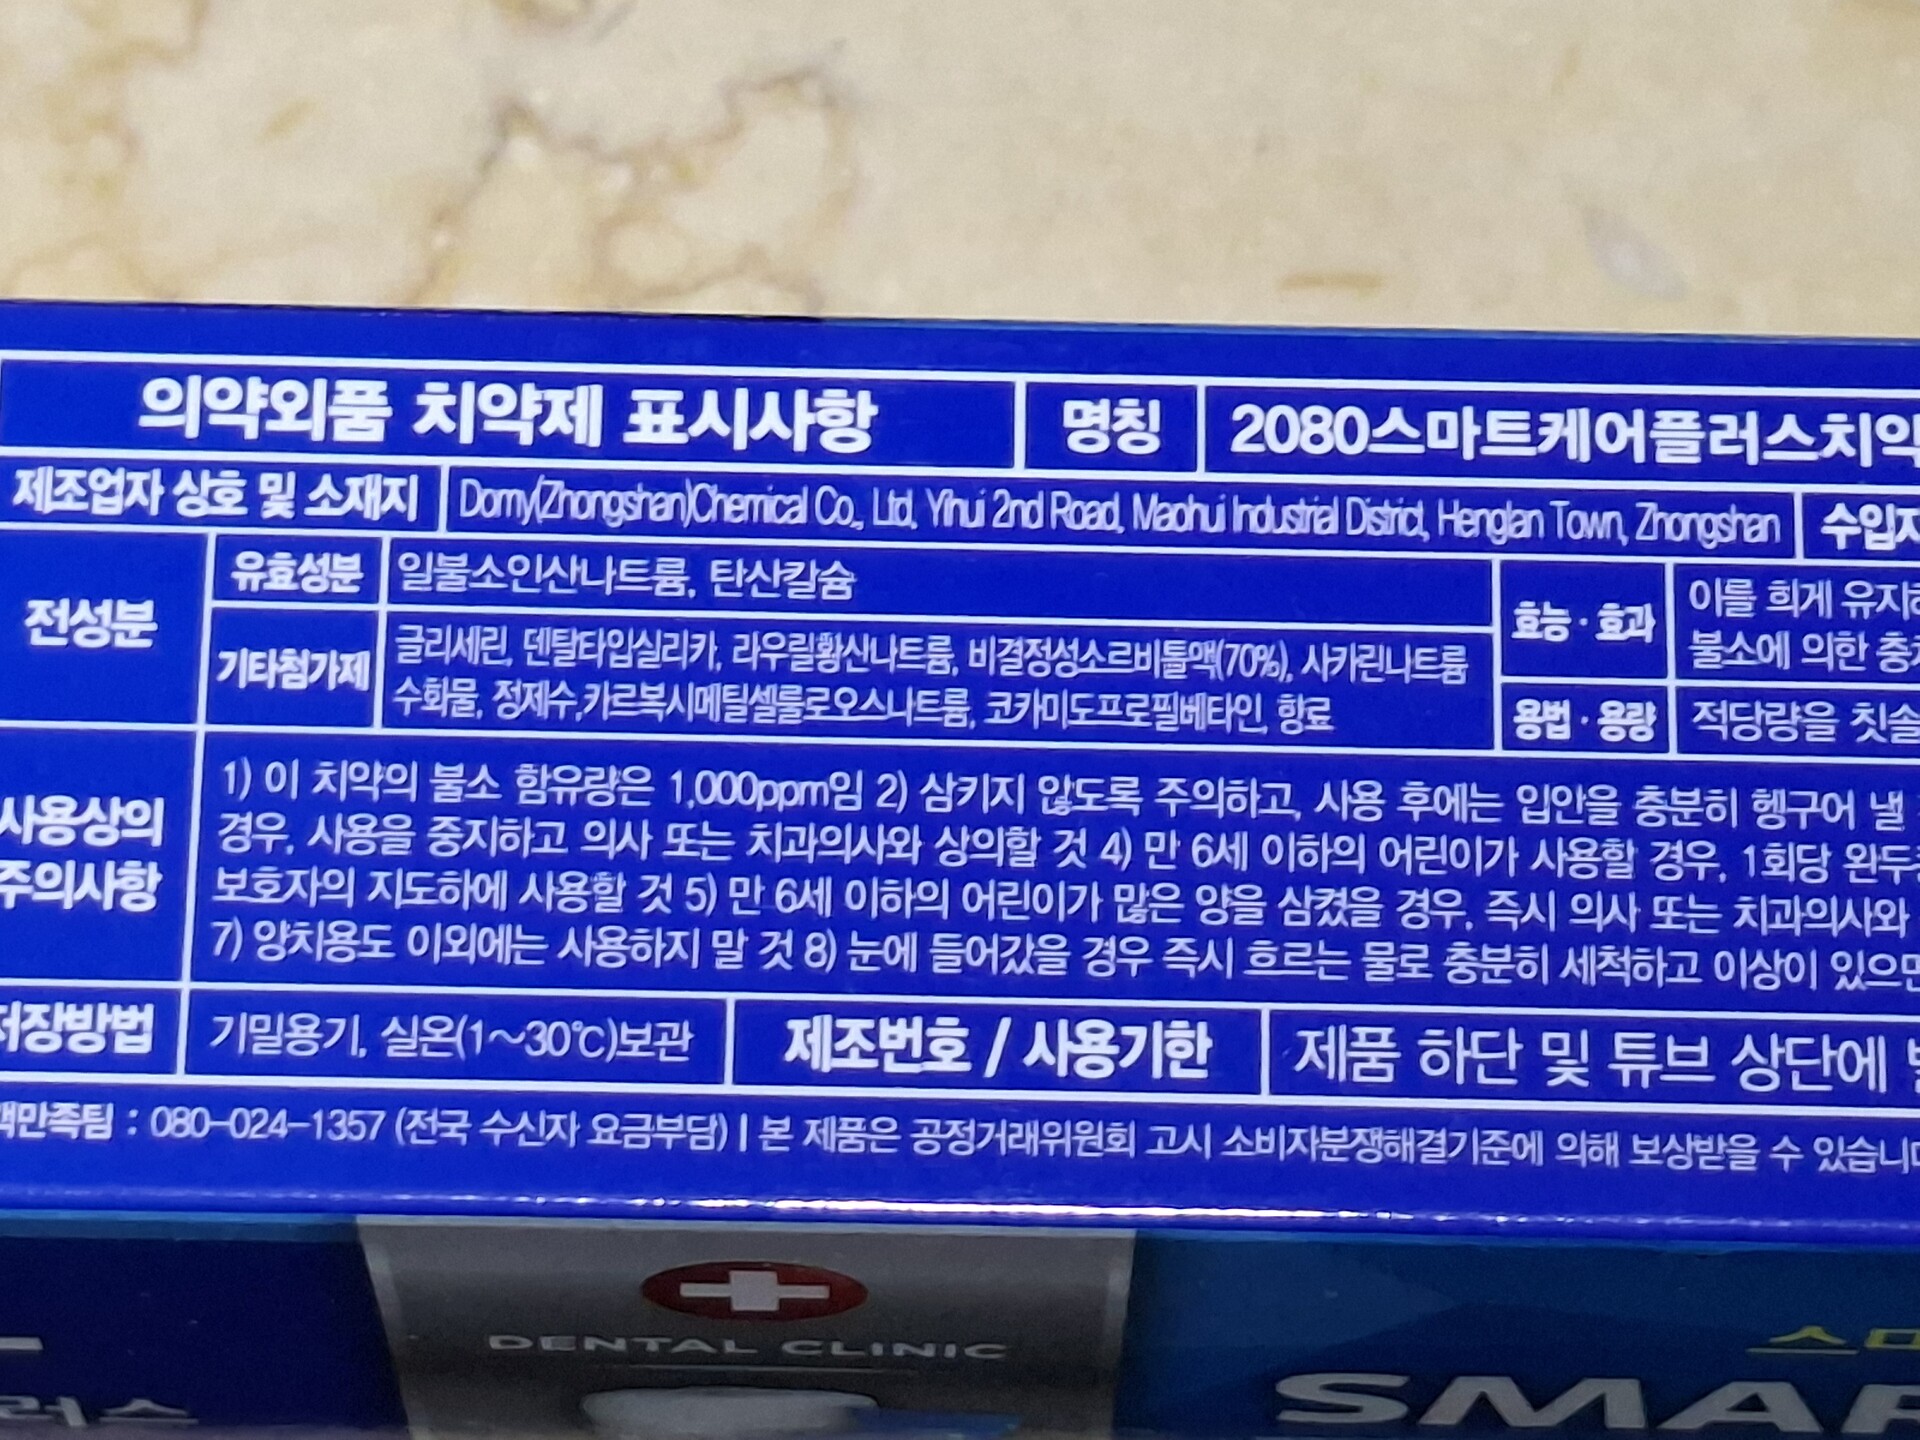 의약외품 치약제 표시사항 명칭 2080스마트케어플러스치약
제조업자 상호 및 소재지 Domy(Zhongshan)Chemical Co., Ltd, Yihui 2nd Road, Maohui Industrial District, Henglan Town, Zhongshan 수입자
전성분
유효성분 일불소인산나트륨, 탄산칼슘
기타첨가제 글리세린, 덴탈타입실리카, 라우릴황산나트륨, 비결정성소르비톨액(70%), 사카린나트륨
수화물, 정제수,카르복시메틸셀룰로오스나트륨, 코카미도프로필베타인, 향료
효능·효과 이를 희게 유지하
불소에 의한 충치
용법·용량 적당량을 칫솔
사용상의
주의사항
1) 이 치약의 불소 함유량은 1,000ppm임 2) 삼키지 않도록 주의하고, 사용 후에는 입안을 충분히 헹구어 낼
경우, 사용을 중지하고 의사 또는 치과의사와 상의할 것 4) 만 6세 이하의 어린이가 사용할 경우, 1회당 완두콩
보호자의 지도하에 사용할 것 5) 만 6세 이하의 어린이가 많은 양을 삼켰을 경우, 즉시 의사 또는 치과의사와
7) 양치용도 이외에는 사용하지 말 것 8) 눈에 들어갔을 경우 즉시 흐르는 물로 충분히 세척하고 이상이 있으면
저장방법 기밀용기, 실온(1~30℃)보관 제조번호 / 사용기한 제품 하단 및 튜브 상단에
객만족팀 : 080-024-1357 (전국 수신자 요금부담) | 본 제품은 공정거래위원회 고시 소비자분쟁해결기준에 의해 보상받을 수 있습니다
DENTAL CLINIC
스마
SMAR
러스